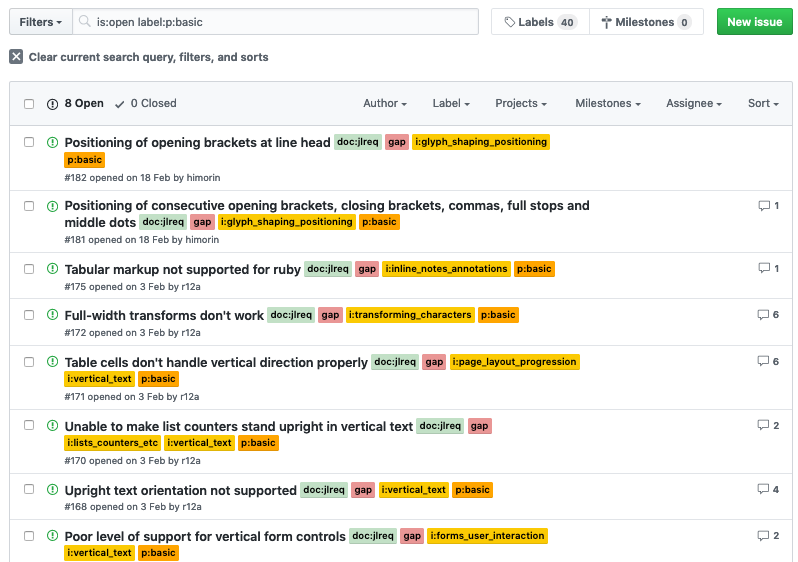 Filters is:open label:p:basic Labels 40 Milestones 0 New issue
Clear current search query, filters, and sorts
8 Open 0 Closed Author Label Projects Milestones Assignee Sort
Positioning of opening brackets at line head doc:jlreq gap i:glyph_shaping_positioning
p:basic
#182 opened on 18 Feb by himorin
Positioning of consecutive opening brackets, closing brackets, commas, full stops and 1
middle dots doc:jlreq gap i:glyph_shaping_positioning p:basic
#181 opened on 18 Feb by himorin
Tabular markup not supported for ruby doc:jlreq gap i:inline_notes_annotations p:basic 1
#175 opened on 3 Feb by r12a
Full-width transforms don't work doc:jlreq gap i:transforming_characters p:basic 6
#172 opened on 3 Feb by r12a
Table cells don't handle vertical direction properly doc:jlreq gap i:page_layout_progression 6
i:vertical_text p:basic
#171 opened on 3 Feb by r12a
Unable to make list counters stand upright in vertical text doc:jlreq gap 2
i:lists_counters_etc i:vertical_text p:basic
#170 opened on 3 Feb by r12a
Upright text orientation not supported doc:jlreq gap i:vertical_text p:basic 4
#168 opened on 3 Feb by r12a
Poor level of support for vertical form controls doc:jlreq gap i:forms_user_interaction 2
i:vertical_text p:basic